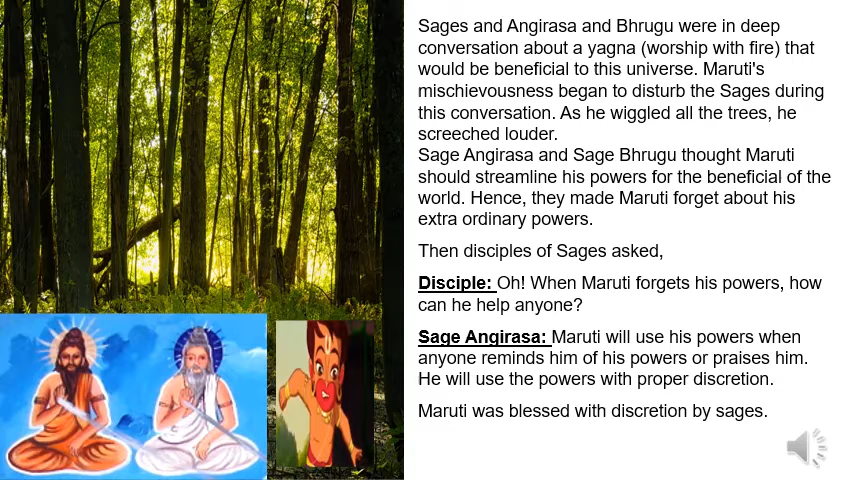 Sages and Angirasa and Bhrugu were in deep
conversation about a yagna (worship with fire) that
would be beneficial to this universe. Maruti's
mischievousness began to disturb the Sages during
this conversation. As he wiggled all the trees, he
screeched louder.
Sage Angirasa and Sage Bhrugu thought Maruti
should streamline his powers for the beneficial of the
world. Hence, they made Maruti forget about his
extra ordinary powers.
Then disciples of Sages asked,
Disciple: Oh! When Maruti forgets his powers, how
can he help anyone?
Sage Angirasa: Maruti will use his powers when
anyone reminds him of his powers or praises him.
He will use the powers with proper discretion.
Maruti was blessed with discretion by sages.